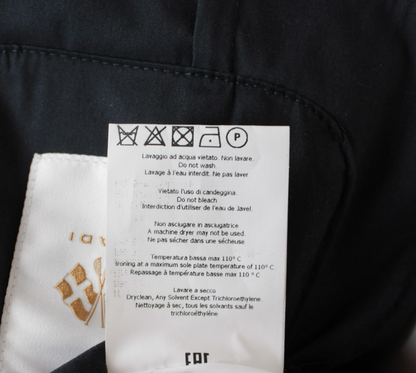 P
Lavaggio ad acqua vietato. Non lavare.
Do not wash
Lavage à l'eau interdit. Ne pas laver
Vietato l'uso di candeggina.
Do not bleach
Interdiction d'utiliser de l'eau de Javel.
Non asciugare in asciugatrice
A machine dryer may not be used.
Ne pas sécher dans une sécheuse
Temperatura bassa max 110° C
Ironing at a maximum sole plate temperature of 110° C
Repassage à température basse max 110° C
Lavare a secco
Dryclean, Any Solvent Except Trichloroethylene.
Nettoyage à sec, tous les solvants sauf le
trichloroéthylène
EAC